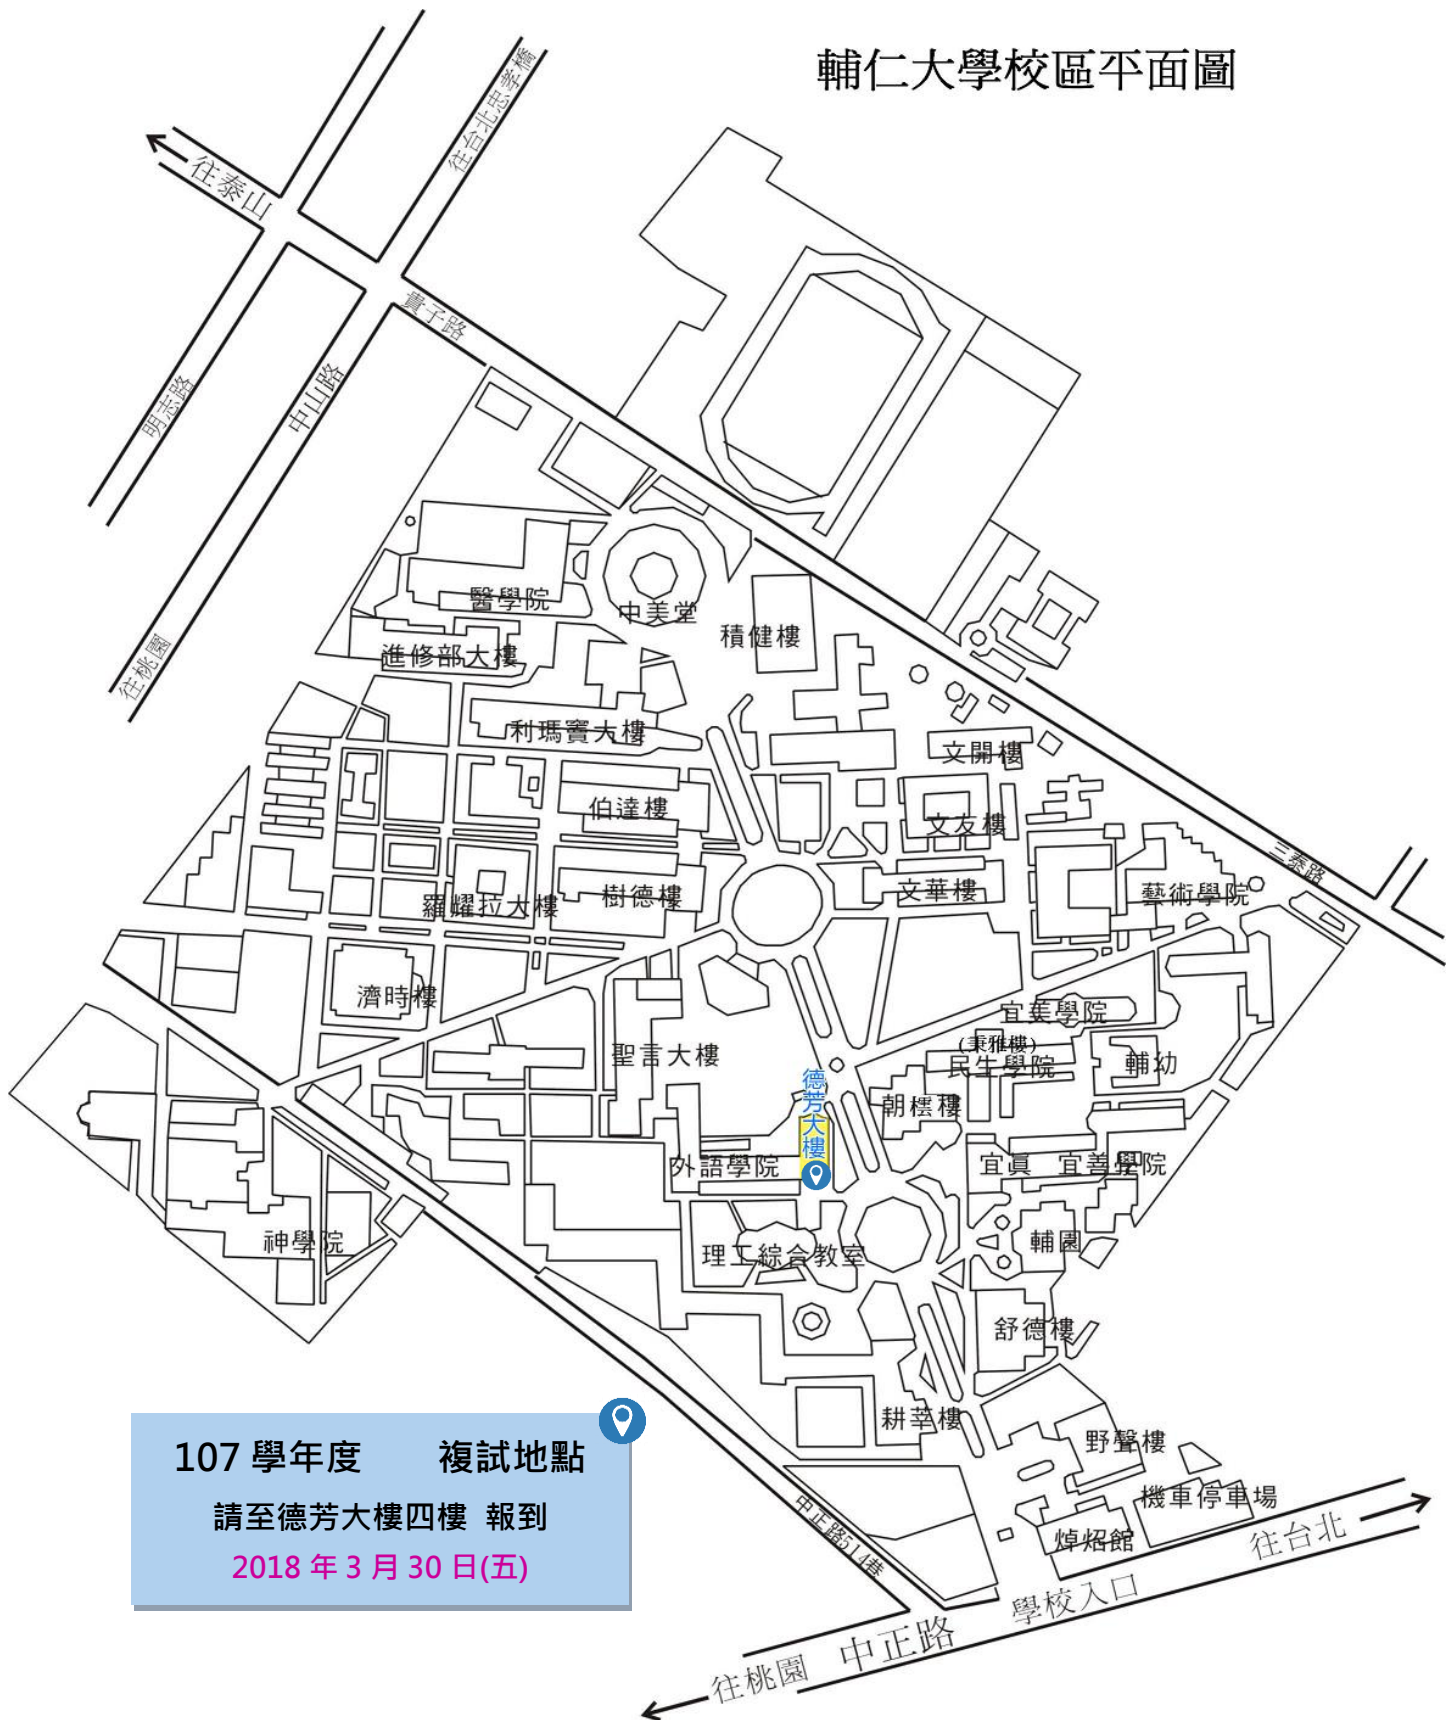 輔仁大學校區平面圖
往台北忠孝橋
往泰山
貴子路
明志路
中山路
往桃園
醫學院
中美堂
積健樓
進修部大樓
利瑪竇大樓
文開樓
伯達樓
文友樓
三泰路
樹德樓
文華樓
藝術學院
羅耀拉大樓
濟時樓
宜美學院
聖言大樓
(秉雅樓)
民生學院
輔幼
德芳大樓
朝橒樓
外語學院
宜真
宜善學院
神學院
理工綜合教室
輔園
舒德樓
耕莘樓
野聲樓
機車停車場
焯炤館
中正路514巷
往台北
學校入口
中正路
往桃園
107 學年度 複試地點
請至德芳大樓四樓 報到
2018 年 3 月 30 日(五)